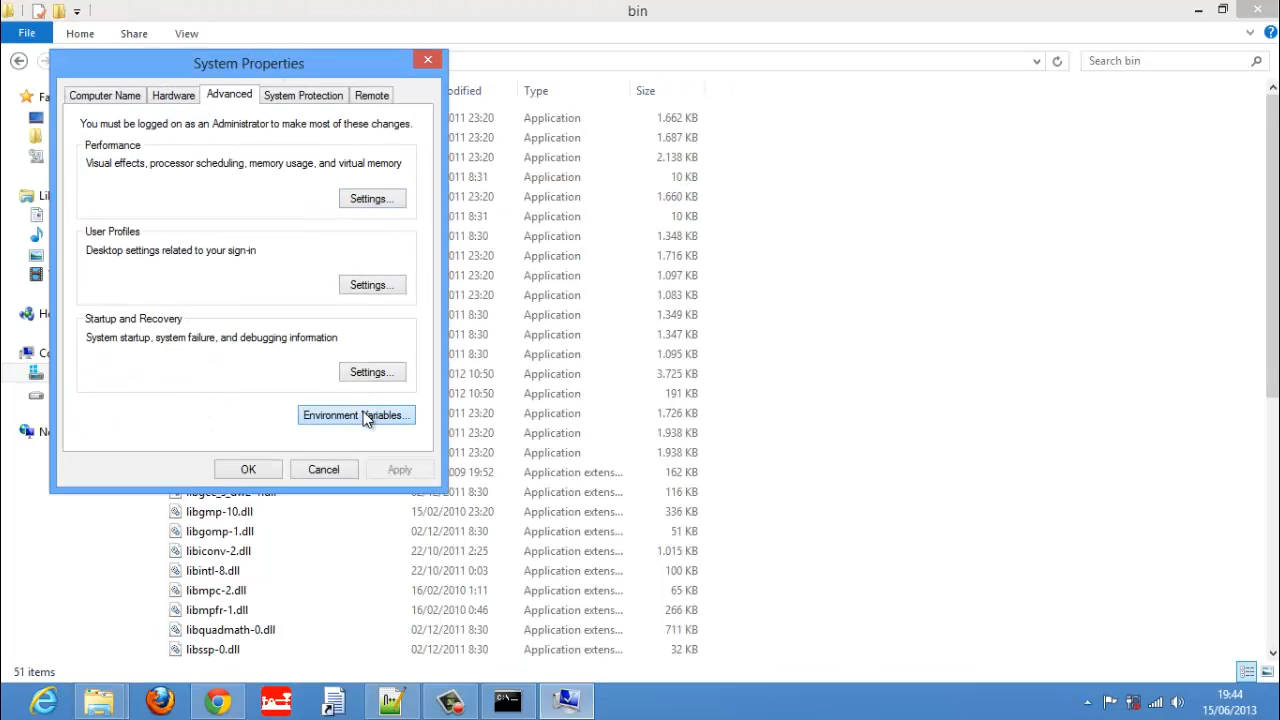 bin
File
Home
Share
View
Search bin
System Properties
Computer Name
Hardware
Advanced
System Protection
Remote
You must be logged on as an Administrator to make most of these changes.
Performance
Visual effects, processor scheduling, memory usage, and virtual memory
Settings...
User Profiles
Desktop settings related to your sign-in
Settings...
Startup and Recovery
System startup, system failure, and debugging information
Settings...
Environment Variables...
OK
Cancel
Apply
odified Type Size
011 23:20 Application 1.662 KB
011 23:20 Application 1.687 KB
011 23:20 Application 2.138 KB
011 8:31 Application 10 KB
011 23:20 Application 1.660 KB
011 8:31 Application 10 KB
011 8:30 Application 1.348 KB
011 23:20 Application 1.716 KB
011 23:20 Application 1.097 KB
011 23:20 Application 1.083 KB
011 8:30 Application 1.349 KB
011 8:30 Application 1.347 KB
011 8:30 Application 1.095 KB
012 10:50 Application 3.725 KB
012 10:50 Application 191 KB
011 23:20 Application 1.726 KB
011 23:20 Application 1.938 KB
011 23:20 Application 1.938 KB
009 19:52 Application extens... 162 KB
02/12/2011 8:30 Application extens... 116 KB
libgmp-10.dll 15/02/2010 23:20 Application extens... 336 KB
libgomp-1.dll 02/12/2011 8:30 Application extens... 51 KB
libiconv-2.dll 22/10/2011 2:25 Application extens... 1.015 KB
libintl-8.dll 22/10/2011 0:03 Application extens... 100 KB
libmpc-2.dll 16/02/2010 1:11 Application extens... 65 KB
libmpfr-1.dll 16/02/2010 0:46 Application extens... 266 KB
libquadmath-0.dll 02/12/2011 8:30 Application extens... 711 KB
libssp-0.dll 02/12/2011 8:30 Application extens... 32 KB
Fa
Li
H
Co
N
51 items
19:44
15/06/2013